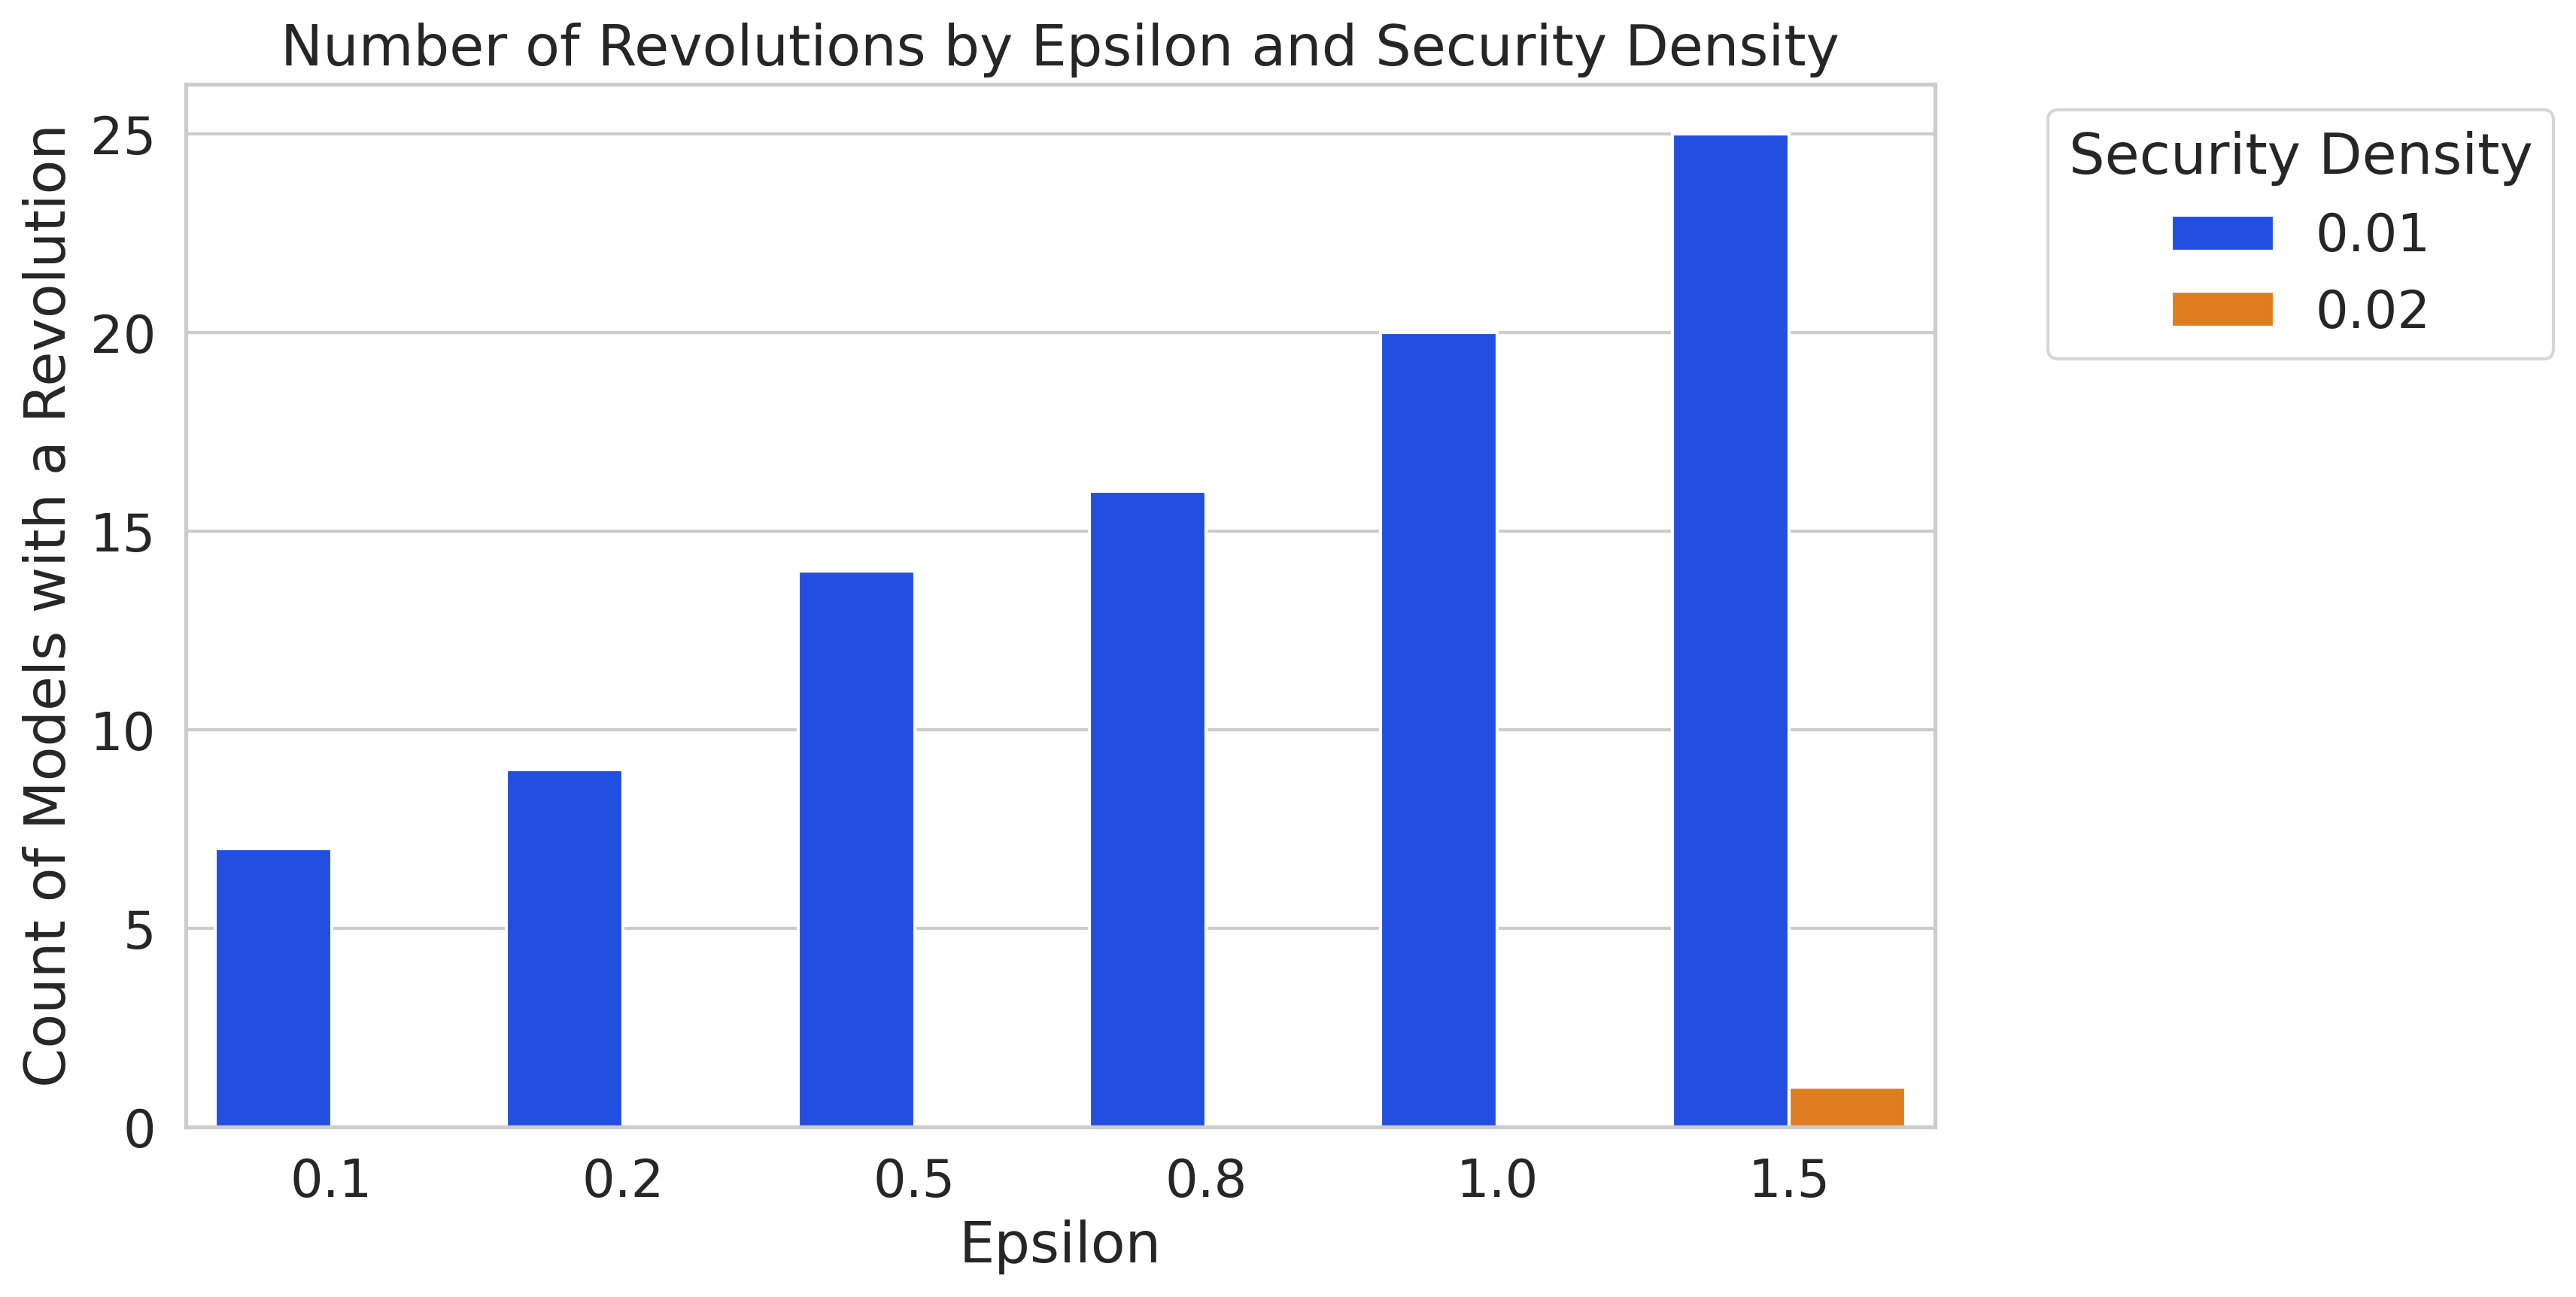 Number of Revolutions by Epsilon and Security Density
Count of Models with a Revolution
25
20
15
10
5
0
0.1 0.2 0.5 0.8 1.0 1.5
Epsilon
Security Density
0.01
0.02